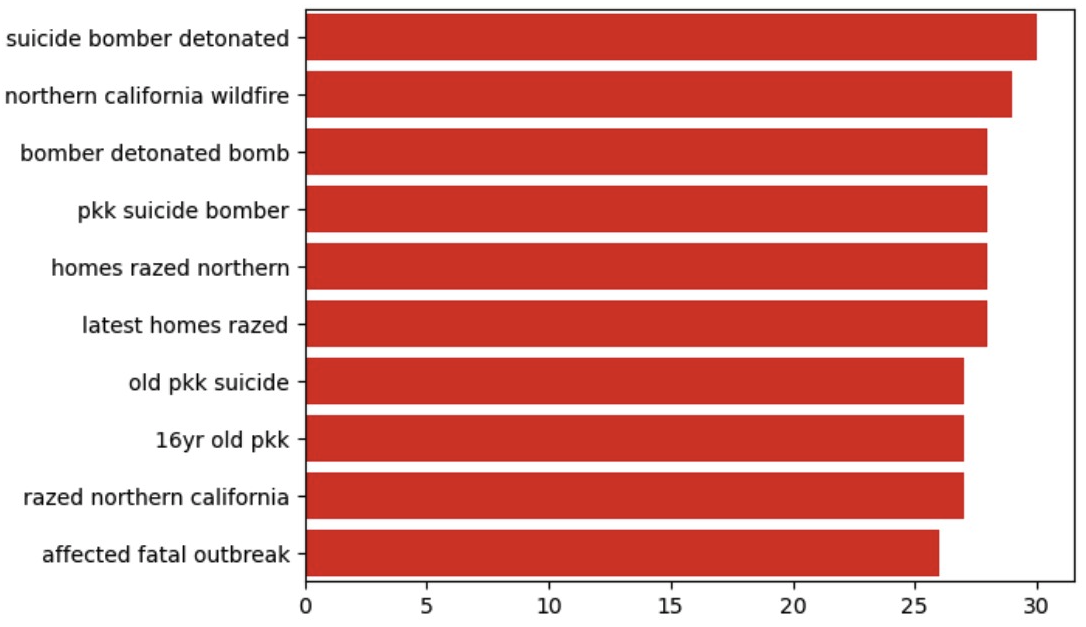 suicide bomber detonated
northern california wildfire
bomber detonated bomb
pkk suicide bomber
homes razed northern
latest homes razed
old pkk suicide
16yr old pkk
razed northern california
affected fatal outbreak
0 5 10 15 20 25 30